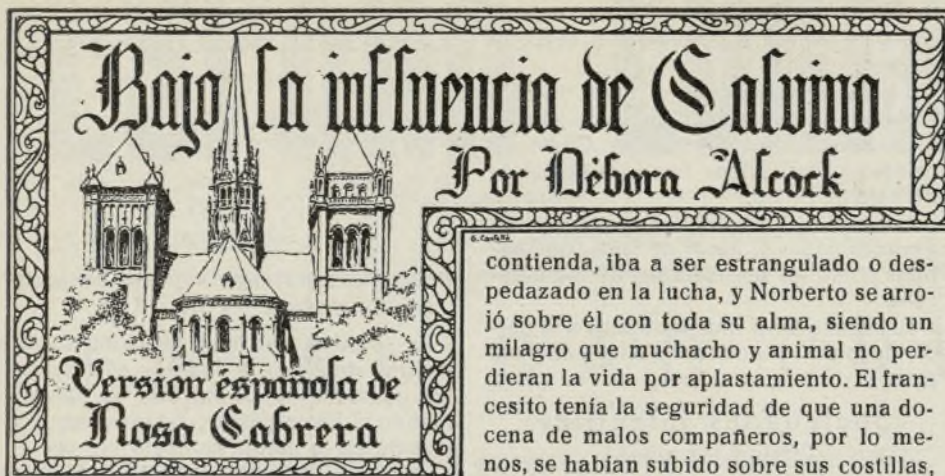 Bajo la influencia de Calvino
Por Débora Alcock
Versión española de
Rosa Cabrera
contienda, iba a ser estrangulado o des-
pedazado en la lucha, y Norberto se arro-
jó sobre él con toda su alma, siendo un
milagro que muchacho y animal no per-
dieran la vida por aplastamiento. El fran-
cesito tenía la seguridad de que una do-
cena de malos compañeros, por lo me-
nos, se habían subido sobre sus costillas,